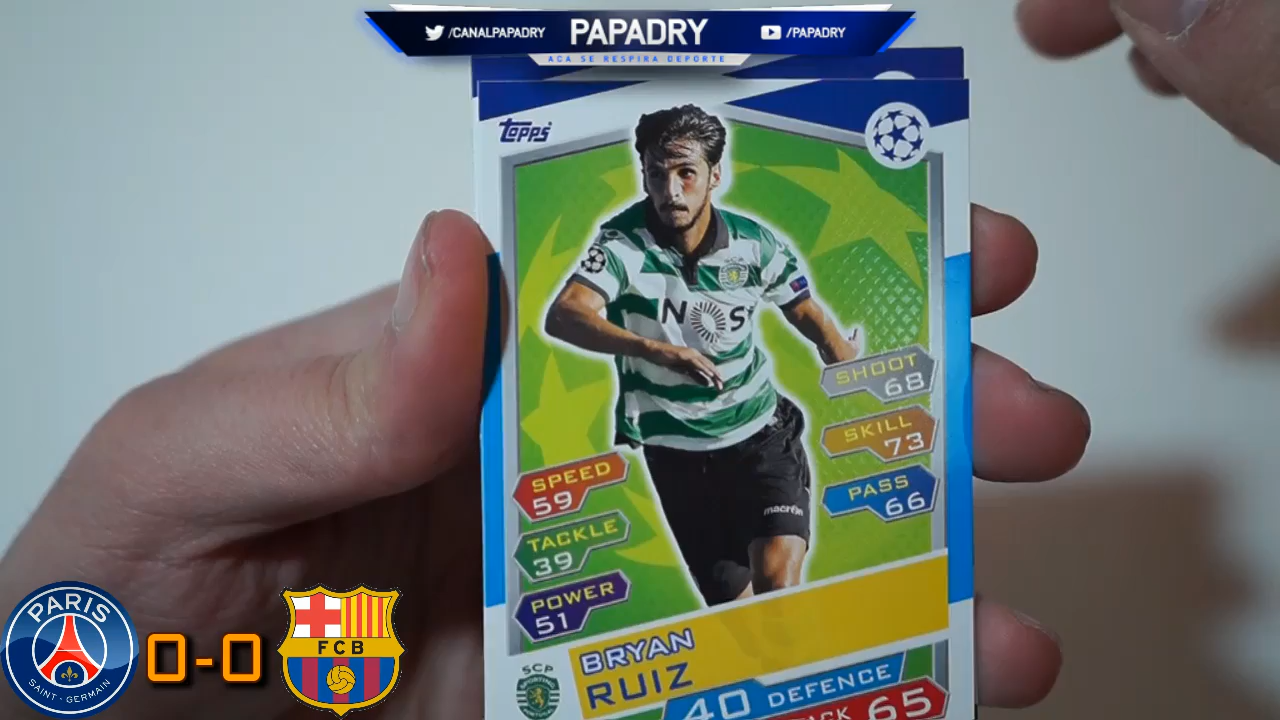 /CANALPAPADRY PAPADRY /PAPADRY
ACA SE RESPIRA DEPORTE
TOPPS
NOS
SHOOT
68
SKILL
73
PASS
66
macron
SPEED
59
TACKLE
39
POWER
51
BRYAN
RUIZ
SCP
SPORTING
40 DEFENCE
65
PARIS
SAINT-GERMAIN
0-0
FCB